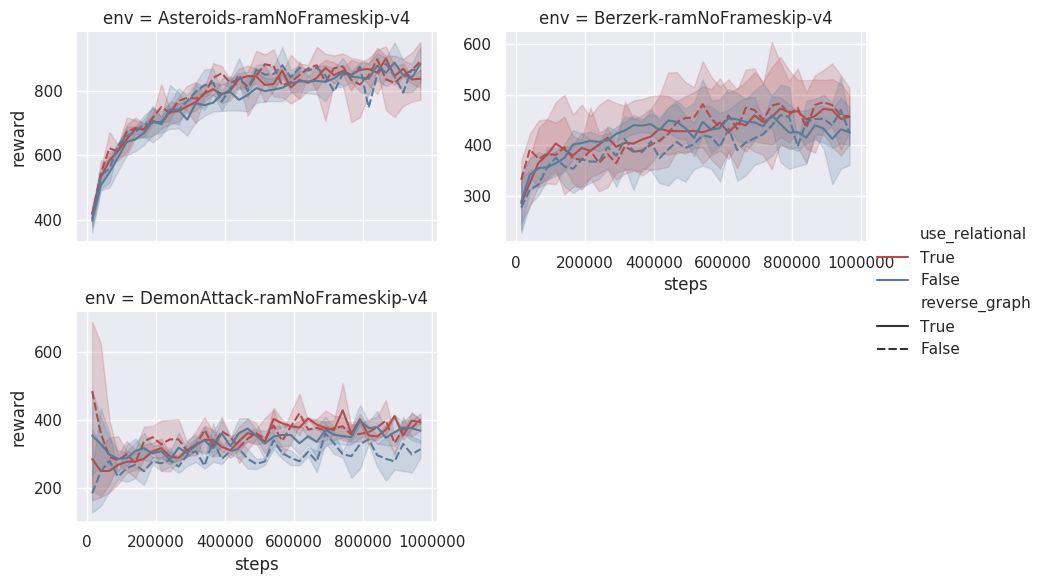 env = Asteroids-ramNoFrameskip-v4
reward
800
600
400
env = Berzerk-ramNoFrameskip-v4
600
500
400
300
0 200000 400000 600000 800000 1000000
steps
use_relational
True
False
reverse_graph
True
False
env = DemonAttack-ramNoFrameskip-v4
reward
600
400
200
0 200000 400000 600000 800000 1000000
steps